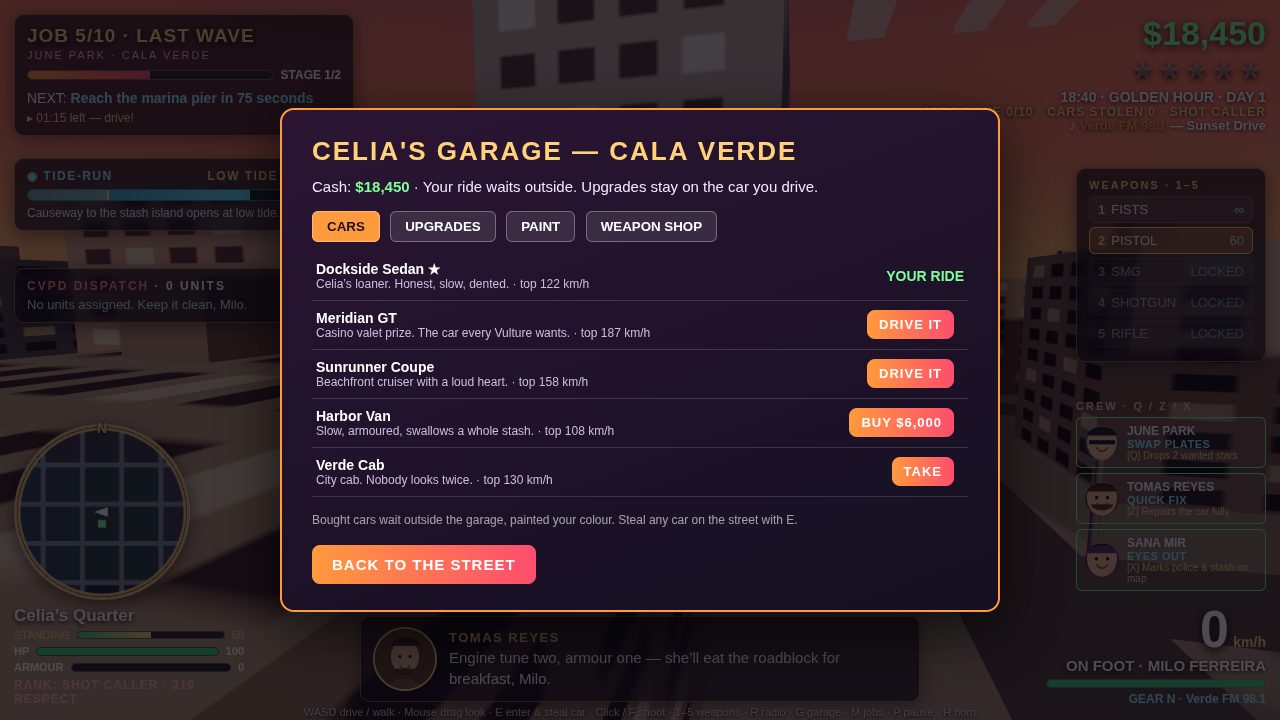 JOB 5/10 · LAST WAVE
JUNE PARK · CALA VERDE
STAGE 1/2
NEXT: Reach the marina pier in 75 seconds
▸ 01:15 left — drive!
◉ TIDE-RUN
LOW TIDE
Causeway to the stash island opens at low tide.
CVPD DISPATCH · 0 UNITS
No units assigned. Keep it clean, Milo.
$18,450
★★★★★
18:40 · GOLDEN HOUR · DAY 1
0/10 · CARS STOLEN 0 · SHOT CALLER
♪ Verde FM 98.1 — Sunset Drive
CELIA'S GARAGE — CALA VERDE
Cash: $18,450 · Your ride waits outside. Upgrades stay on the car you drive.
CARS
UPGRADES
PAINT
WEAPON SHOP
Dockside Sedan ★
Celia's loaner. Honest, slow, dented. · top 122 km/h
YOUR RIDE
Meridian GT
Casino valet prize. The car every Vulture wants. · top 187 km/h
DRIVE IT
Sunrunner Coupe
Beachfront cruiser with a loud heart. · top 158 km/h
DRIVE IT
Harbor Van
Slow, armoured, swallows a whole stash. · top 108 km/h
BUY $6,000
Verde Cab
City cab. Nobody looks twice. · top 130 km/h
TAKE
Bought cars wait outside the garage, painted your colour. Steal any car on the street with E.
BACK TO THE STREET
WEAPONS · 1–5
1 FISTS ∞
2 PISTOL 60
3 SMG LOCKED
4 SHOTGUN LOCKED
5 RIFLE LOCKED
CREW · Q / Z / X
JUNE PARK
SWAP PLATES
[Q] Drops 2 wanted stars
TOMAS REYES
QUICK FIX
[Z] Repairs the car fully
SANA MIR
EYES OUT
[X] Marks police & stash on
map
N
Celia's Quarter
STANDING 50
HP 100
ARMOUR 0
RANK: SHOT CALLER · 310
RESPECT
TOMAS REYES
Engine tune two, armour one — she'll eat the roadblock for
breakfast, Milo.
0 km/h
ON FOOT · MILO FERREIRA
GEAR N · Verde FM 98.1
WASD drive / walk · Mouse drag look · E enter & steal car · Click / F shoot · 1–5 weapons · R radio · G garage · M jobs · P pause · H horn